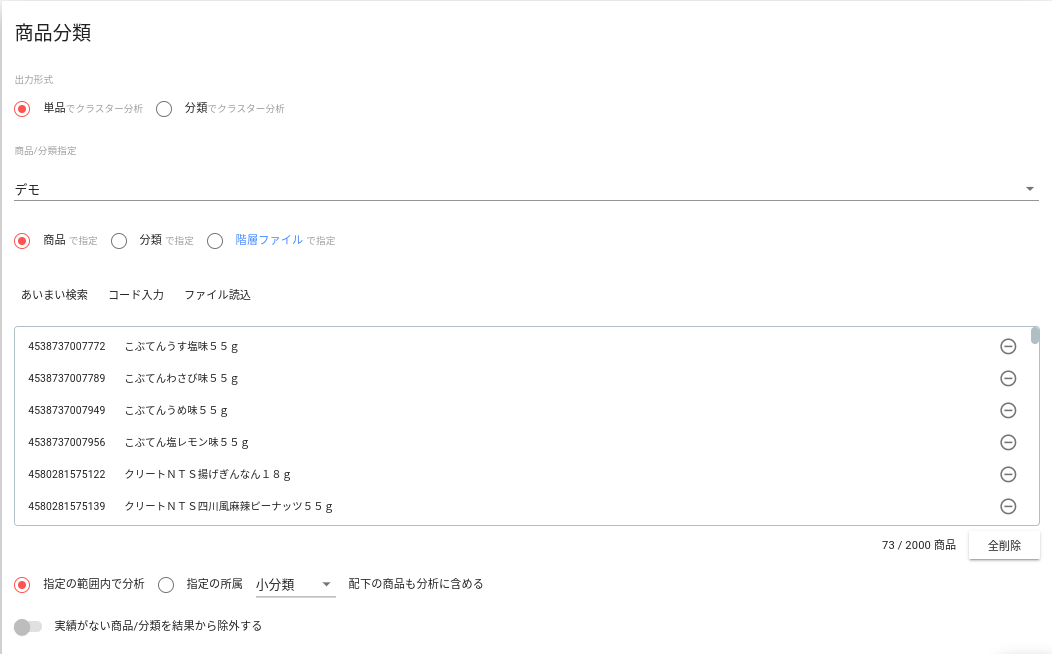 商品分類
出力形式
単品でクラスター分析 分類でクラスター分析
商品/分類指定
デモ
商品 で指定 分類 で指定 階層ファイル で指定
あいまい検索 コード入力 ファイル読込
4538737007772 こぶてんうす塩味５５ｇ
4538737007789 こぶてんわさび味５５ｇ
4538737007949 こぶてんうめ味５５ｇ
4538737007956 こぶてん塩レモン味５５ｇ
4580281575122 クリートＮＴＳ揚げぎんなん１８ｇ
4580281575139 クリートＮＴＳ四川風麻辣ピーナッツ５５ｇ
73 / 2000 商品 全削除
指定の範囲内で分析 指定の所属 小分類 配下の商品も分析に含める
実績がない商品/分類を結果から除外する